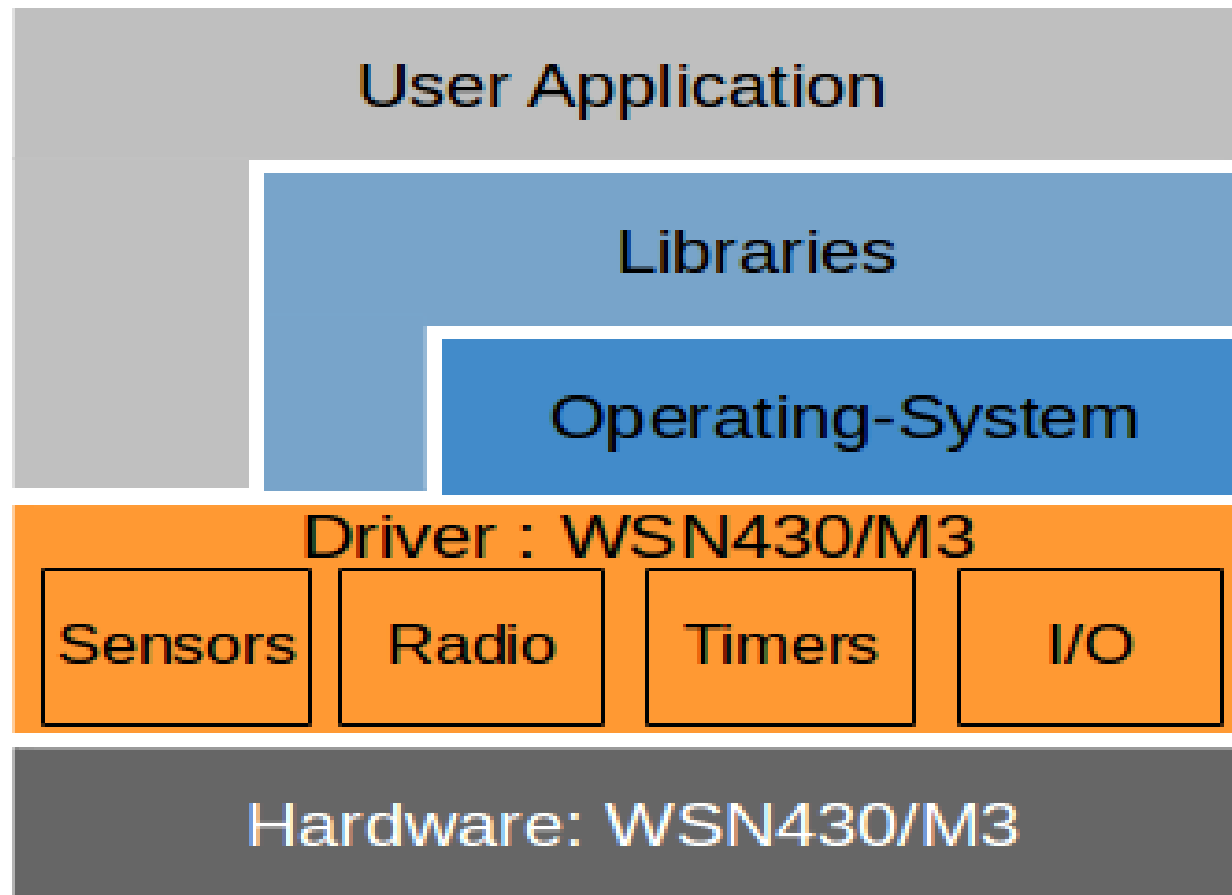 User Application
Libraries
Operating-System
Driver : WSN430/M3
Sensors
Radio
Timers
I/O
Hardware: WSN430/M3